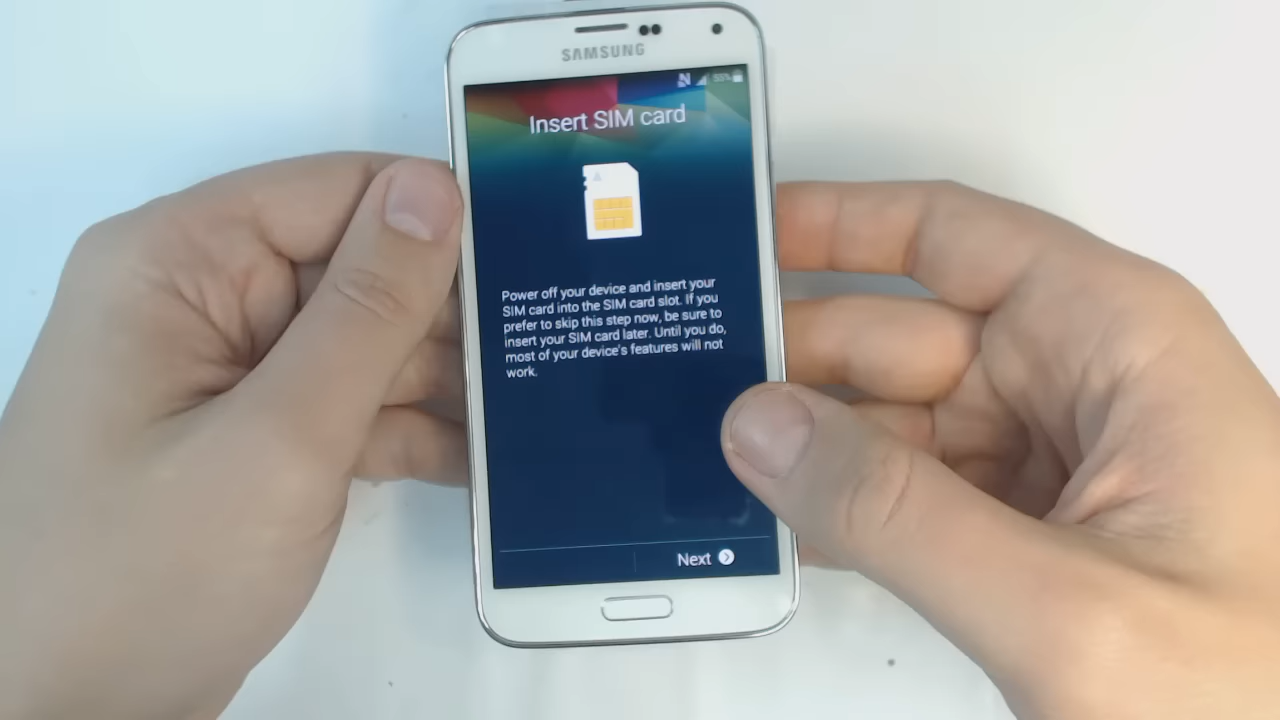 SAMSUNG
N 55%
Insert SIM card
Power off your device and insert your
SIM card into the SIM card slot. If you
prefer to skip this step now, be sure to
insert your SIM card later. Until you do,
most of your device's features will not
work.
Next